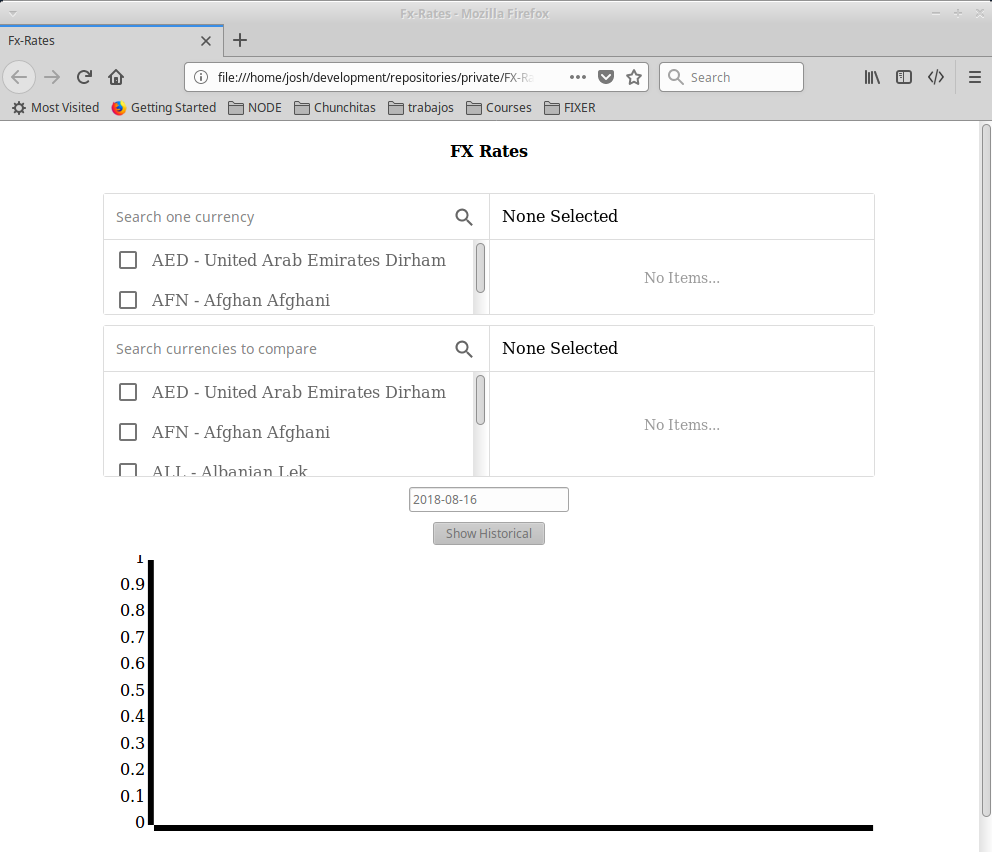 Fx-Rates - Mozilla Firefox
Fx-Rates
file:///home/josh/development/repositories/private/FX-Ra
Search
Most Visited Getting Started NODE Chunchitas trabajos Courses FIXER
FX Rates
Search one currency
None Selected
AED - United Arab Emirates Dirham
AFN - Afghan Afghani
No Items...
Search currencies to compare
None Selected
AED - United Arab Emirates Dirham
AFN - Afghan Afghani
ALL - Albanian Lek
No Items...
2018-08-16
Show Historical
1
0.9
0.8
0.7
0.6
0.5
0.4
0.3
0.2
0.1
0